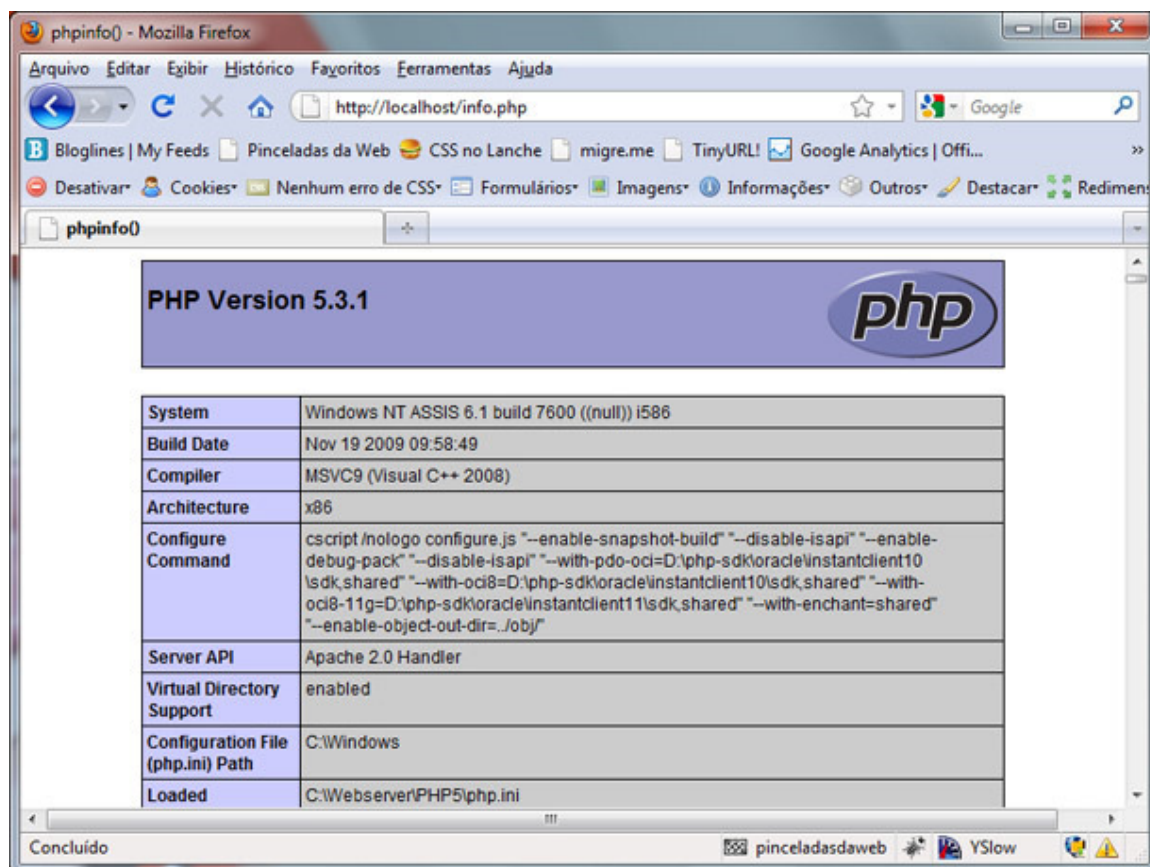 phpinfo() - Mozilla Firefox
Arquivo Editar Exibir Histórico Favoritos Ferramentas Ajuda
http://localhost/info.php
Google
Bloglines | My Feeds Pinceladas da Web CSS no Lanche migre.me TinyURL! Google Analytics | Offi... »
Desativar Cookies Nenhum erro de CSS Formulários Imagens Informações Outros Destacar Redimens
phpinfo()
PHP Version 5.3.1
php
System Windows NT ASSIS 6.1 build 7600 ((null)) i586
Build Date Nov 19 2009 09:58:49
Compiler MSVC9 (Visual C++ 2008)
Architecture x86
Configure Command cscript /nologo configure.js "--enable-snapshot-build" "--disable-isapi" "--enable-
debug-pack" "--disable-isapi" "--with-pdo-oci=D:\php-sdk\oracle\instantclient10
\sdk,shared" "--with-oci8=D:\php-sdk\oracle\instantclient10\sdk,shared" "--with-
oci8-11g=D:\php-sdk\oracle\instantclient11\sdk,shared" "--with-enchant=shared"
"--enable-object-out-dir=../obj/"
Server API Apache 2.0 Handler
Virtual Directory Support enabled
Configuration File (php.ini) Path C:\Windows
Loaded C:\Webserver\PHP5\php.ini
Concluído pinceladasdaweb YSlow